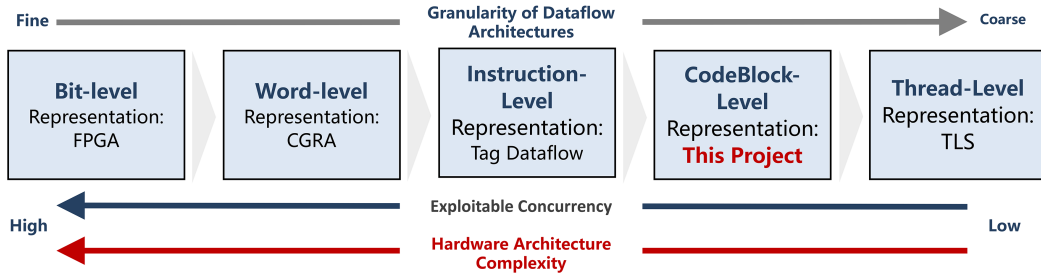 Fine
Granularity of Dataflow
Architectures
Coarse
Bit-level
Representation:
FPGA
Word-level
Representation:
CGRA
Instruction-
Level
Representation:
Tag Dataflow
CodeBlock-
Level
Representation:
This Project
Thread-Level
Representation:
TLS
High
Exploitable Concurrency
Low
Hardware Architecture
Complexity